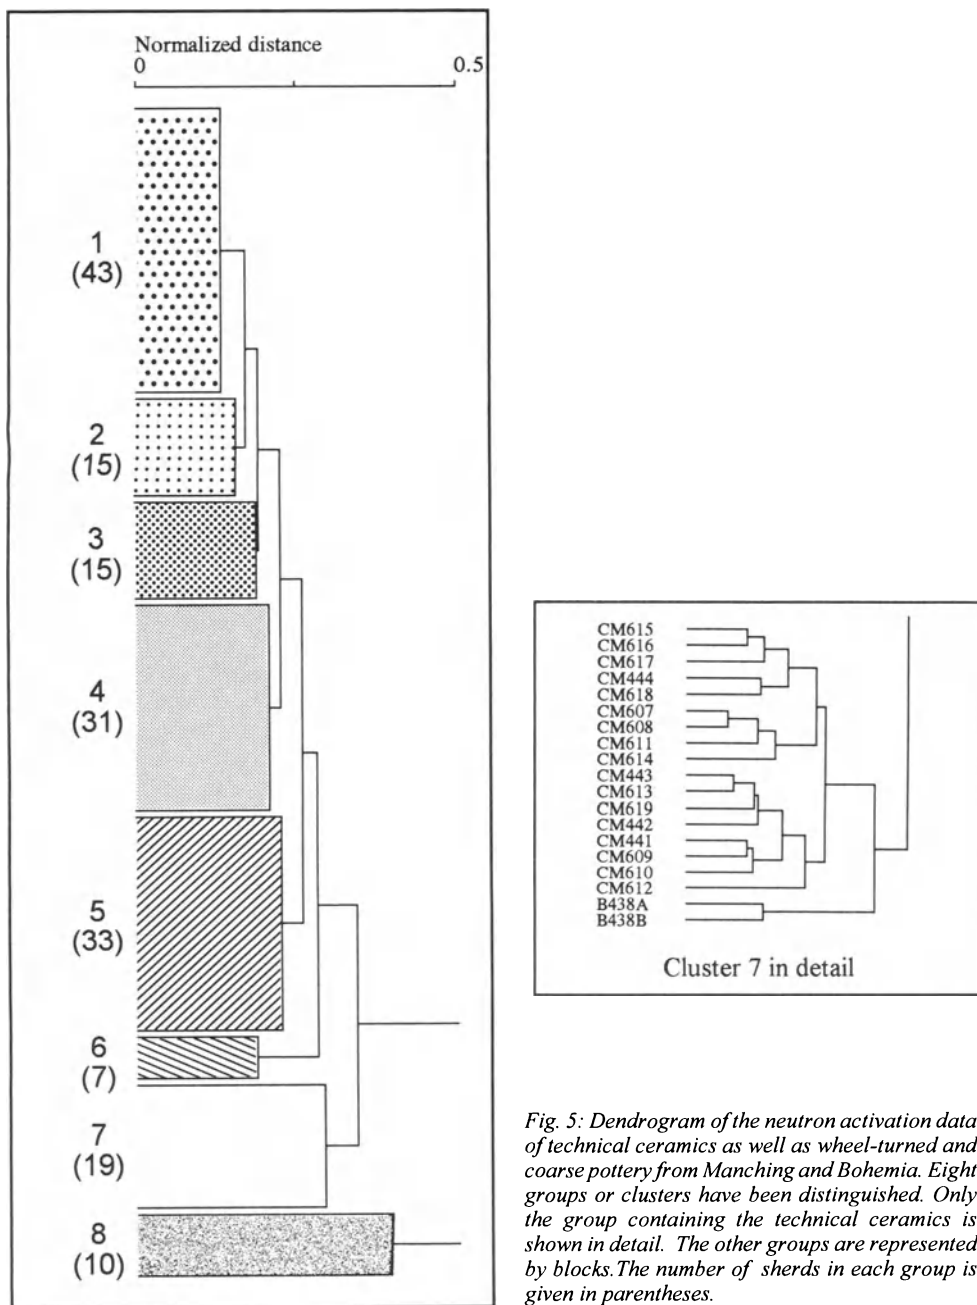 Normalized distance
0 0.5
1
(43)
2
(15)
3
(15)
4
(31)
5
(33)
6
(7)
7
(19)
8
(10)
CM615
CM616
CM617
CM444
CM618
CM607
CM608
CM611
CM614
CM443
CM613
CM619
CM442
CM441
CM609
CM610
CM612
B438A
B438B
Cluster 7 in detail
Fig. 5: Dendrogram of the neutron activation data
of technical ceramics as well as wheel-turned and
coarse pottery from Manching and Bohemia. Eight
groups or clusters have been distinguished. Only
the group containing the technical ceramics is
shown in detail. The other groups are represented
by blocks.The number of sherds in each group is
given in parentheses.